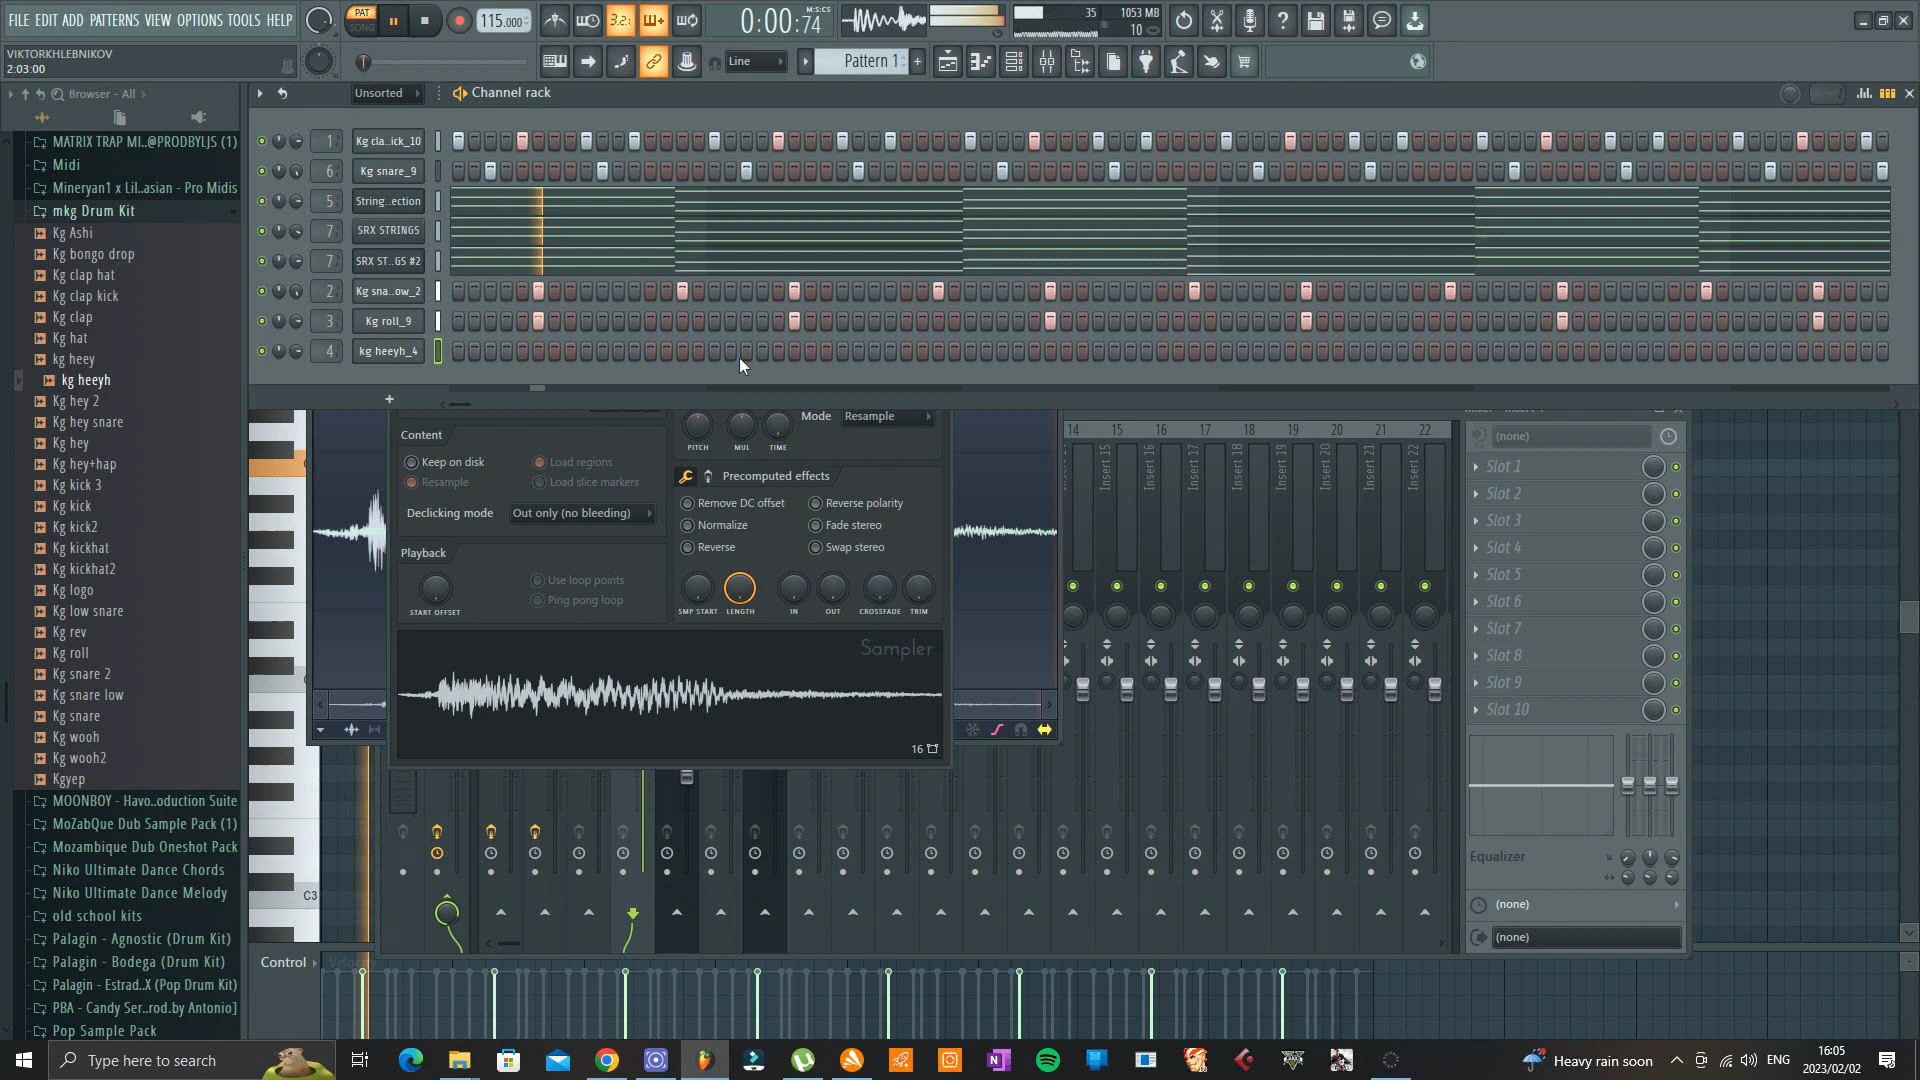 FILE EDIT ADD PATTERNS VIEW OPTIONS TOOLS HELP
PAT
SONG
115.000
3.2.
0:00:74
M:S:CS
35
1053 MB
10
VIKTORKHLEBNIKOV
2:03:00
Line
Pattern 1
Browser - All
Unsorted
Channel rack
MATRIX TRAP MI..@PRODBYLJS (1)
Midi
Mineryan1 x Lil..asian - Pro Midis
mkg Drum Kit
Kg Ashi
Kg bongo drop
Kg clap hat
Kg clap kick
Kg clap
Kg hat
kg heey
kg heeyh
Kg hey 2
Kg hey snare
Kg hey
Kg hey+hap
Kg kick 3
Kg kick
Kg kick2
Kg kickhat
Kg kickhat2
Kg logo
Kg low snare
Kg rev
Kg roll
Kg snare 2
Kg snare low
Kg snare
Kg wooh
Kg wooh2
Kgyep
MOONBOY - Havo..oduction Suite
MoZabQue Dub Sample Pack (1)
Mozambique Dub Oneshot Pack
Niko Ultimate Dance Chords
Niko Ultimate Dance Melody
old school kits
Palagin - Agnostic (Drum Kit)
Palagin - Bodega (Drum Kit)
Palagin - Estrad..X (Pop Drum Kit)
PBA - Candy Ser..rod.by Antonio]
Pop Sample Pack
1 Kg cla..ick_10
6 Kg snare_9
5 String..ection
7 SRX STRINGS
7 SRX ST..GS #2
2 Kg sna..ow_2
3 Kg roll_9
4 kg heeyh_4
Content
Keep on disk
Load regions
Resample
Load slice markers
Declicking mode
Out only (no bleeding)
Playback
Use loop points
Ping pong loop
START OFFSET
PITCH MUL TIME
Mode
Resample
Precomputed effects
Remove DC offset
Reverse polarity
Normalize
Fade stereo
Reverse
Swap stereo
SMP START LENGTH IN OUT CROSSFADE TRIM
Sampler
16
14 15 16 17 18 19 20 21 22
Insert 15
Insert 16
Insert 17
Insert 18
Insert 19
Insert 20
Insert 21
Insert 22
(none)
Slot 1
Slot 2
Slot 3
Slot 4
Slot 5
Slot 6
Slot 7
Slot 8
Slot 9
Slot 10
Equalizer
(none)
(none)
C3
Control
Velocity
Type here to search
Heavy rain soon
ENG
16:05
2023/02/02